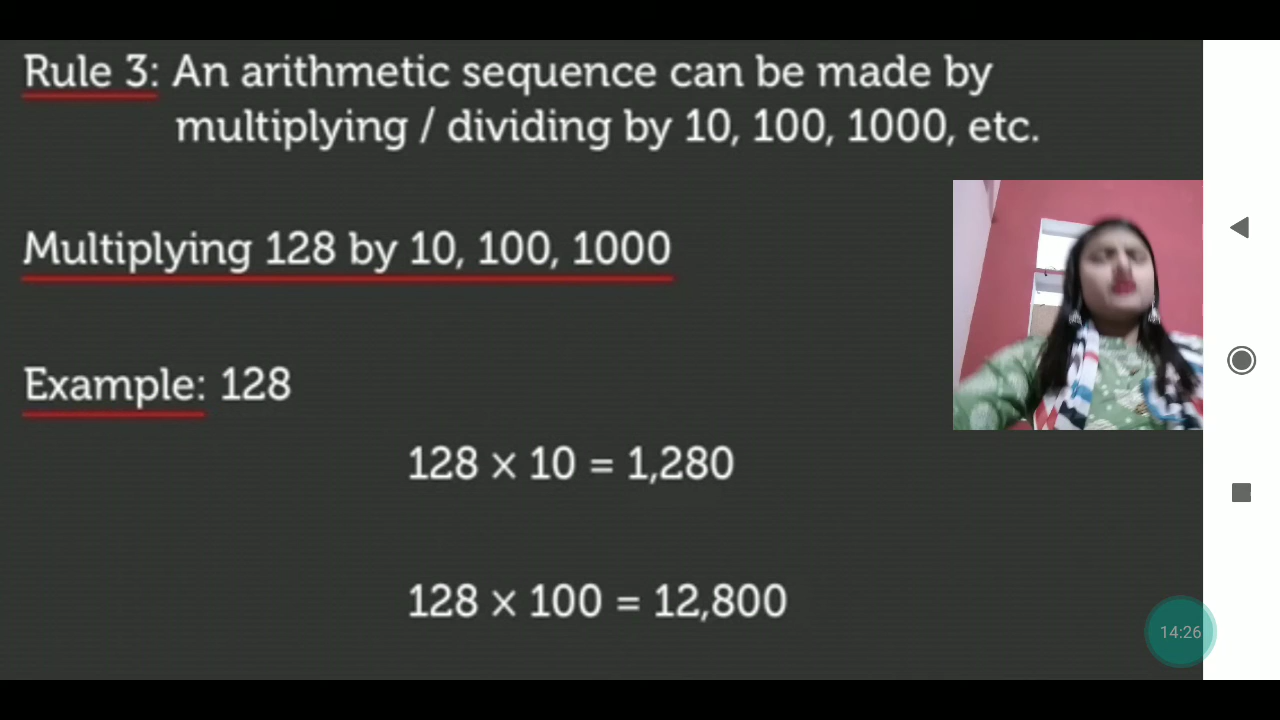 Rule 3: An arithmetic sequence can be made by
multiplying / dividing by 10, 100, 1000, etc.
Multiplying 128 by 10, 100, 1000
Example: 128
128 × 10 = 1,280
128 × 100 = 12,800
14:26